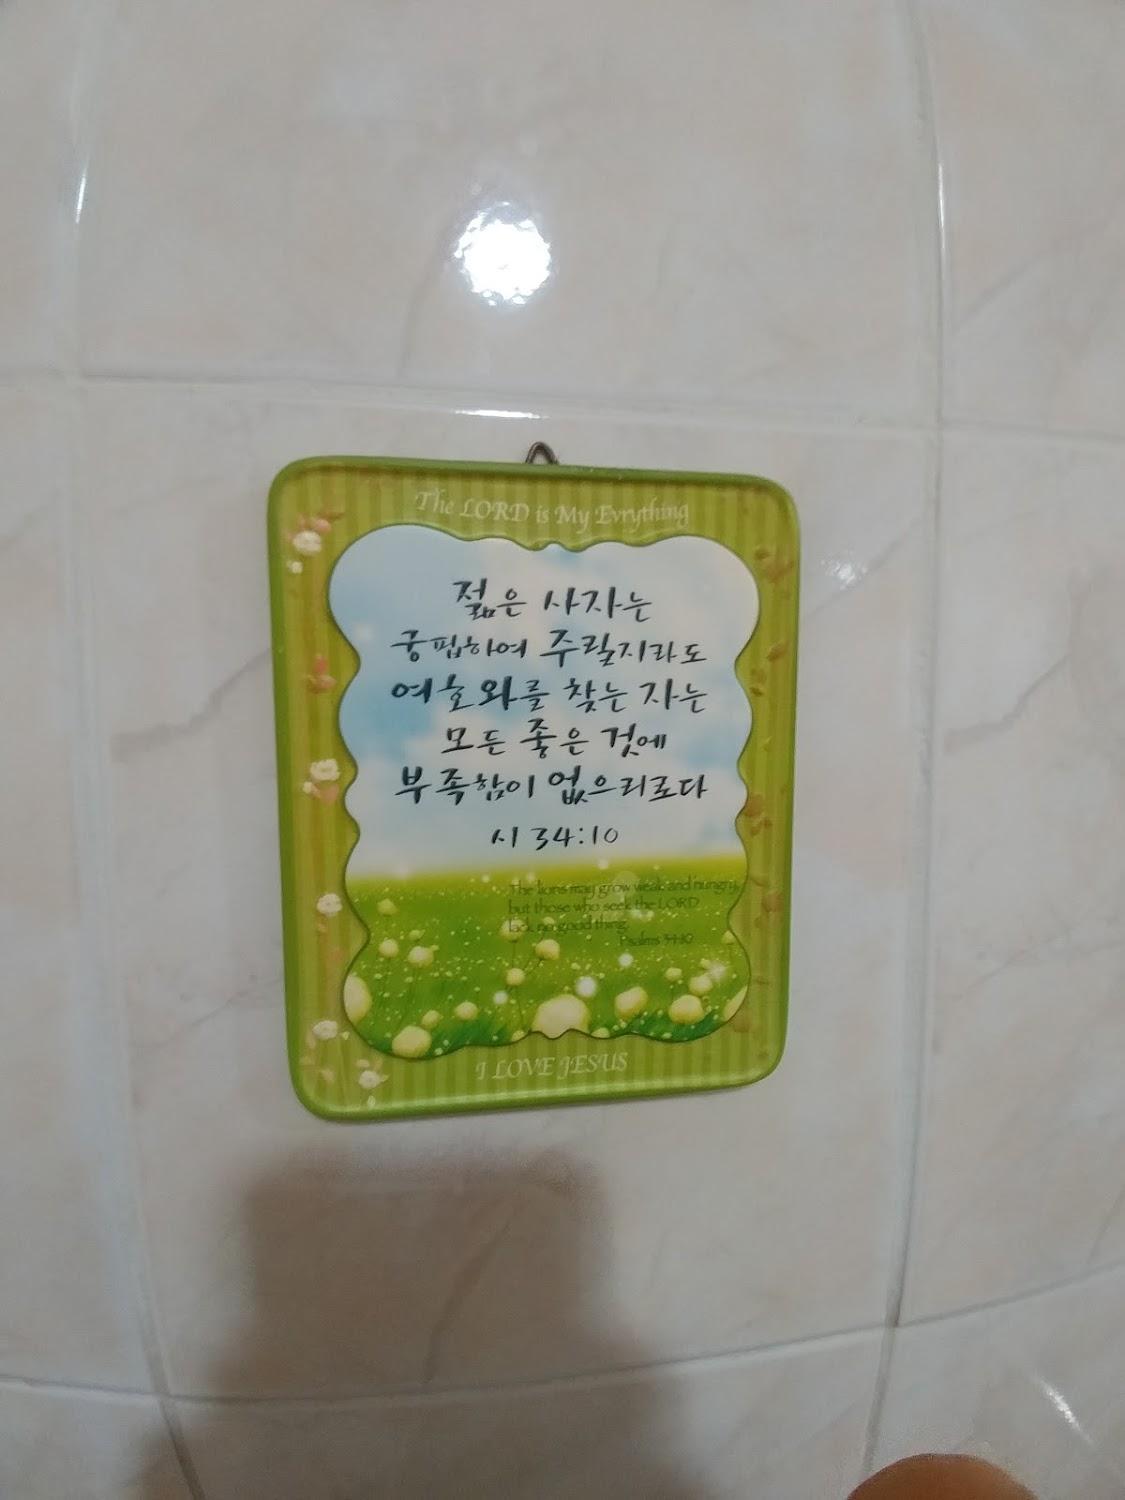 The LORD is My Evrything
젊은 사자는
궁핍하여 주릴지라도
여호와를 찾는 자는
모든 좋은 것에
부족함이 없으리로다
시 34:10
The lions may grow weak and hungry,
but those who seek the LORD
lack no good thing.
Psalms 34:10
I LOVE JESUS